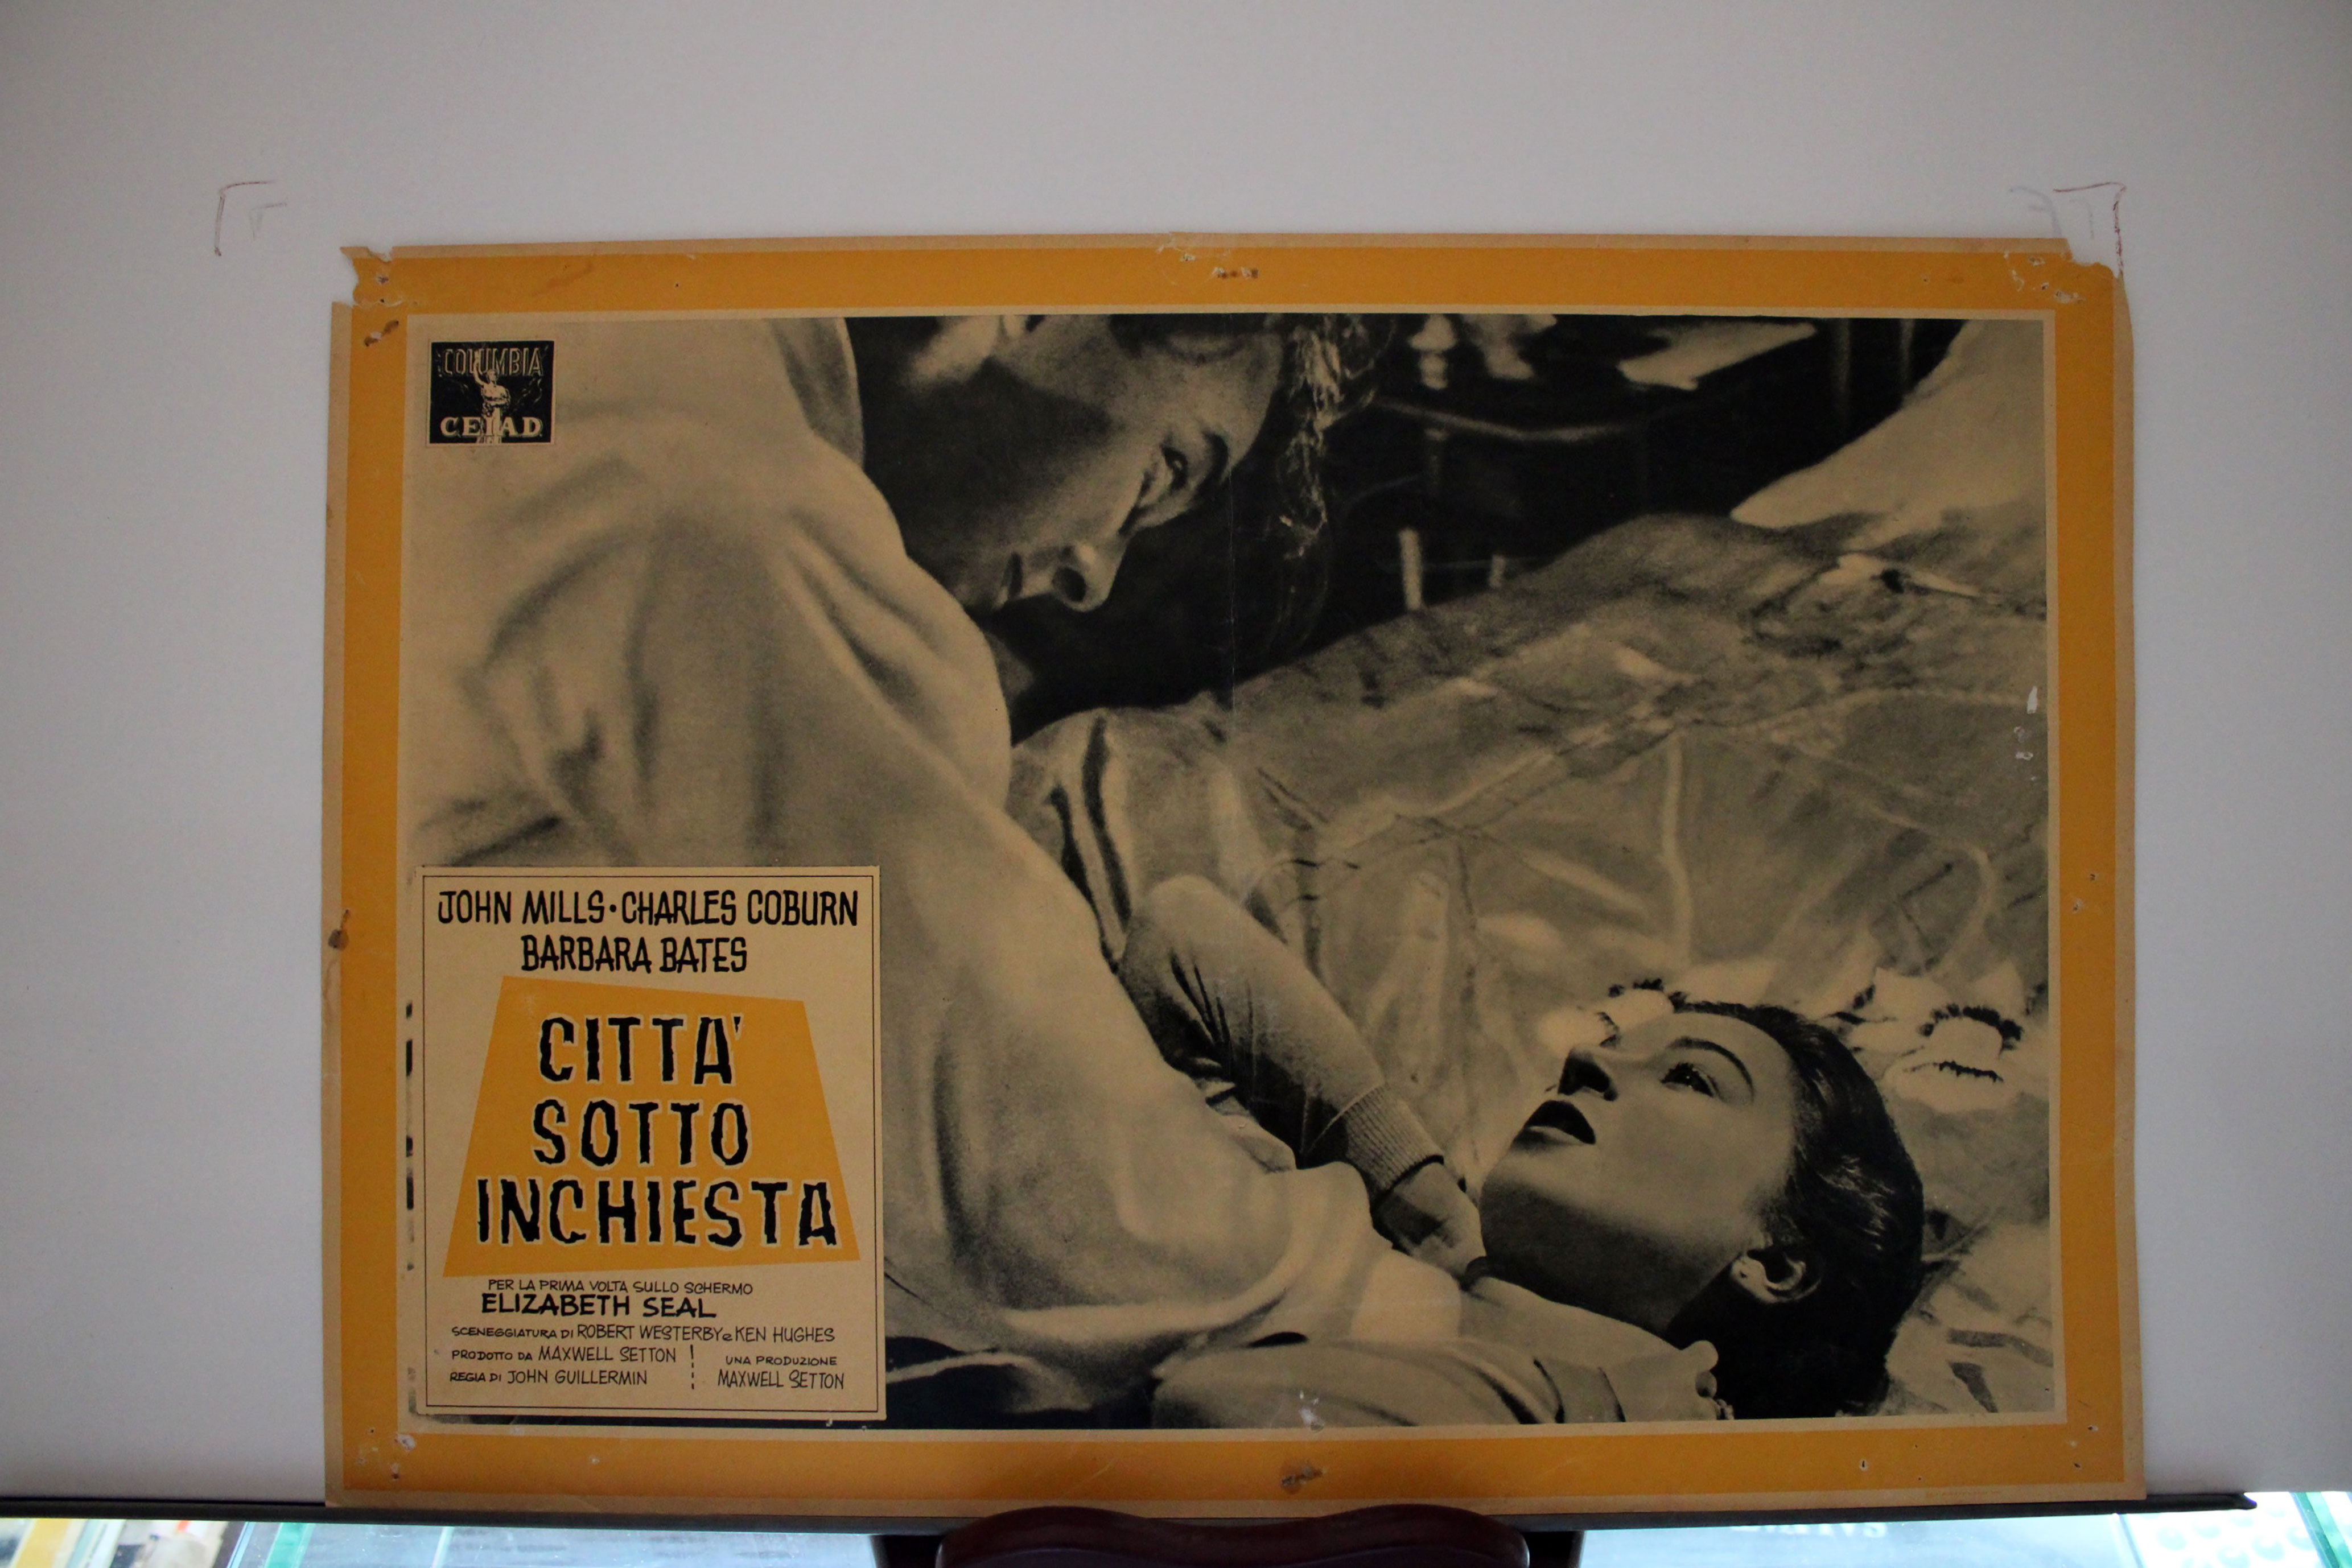 COLUMBIA
CEIAD
JOHN MILLS • CHARLES COBURN
BARBARA BATES
CITTA'
SOTTO
INCHIESTA
PER LA PRIMA VOLTA SULLO SCHERMO
ELIZABETH SEAL
SCENEGGIATURA DI ROBERT WESTERBY e KEN HUGHES
PRODOTTO DA MAXWELL SETTON
REGIA DI JOHN GUILLERMIN
UNA PRODUZIONE
MAXWELL SETTON